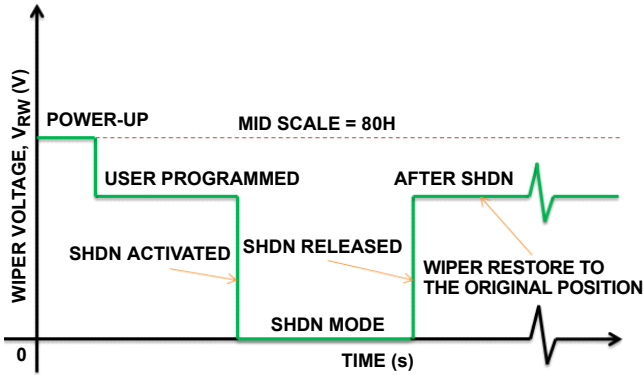 WIPER VOLTAGE, VRW (V)
POWER-UP
MID SCALE = 80H
USER PROGRAMMED
AFTER SHDN
SHDN ACTIVATED
SHDN RELEASED
WIPER RESTORE TO
THE ORIGINAL POSITION
SHDN MODE
0
TIME (s)